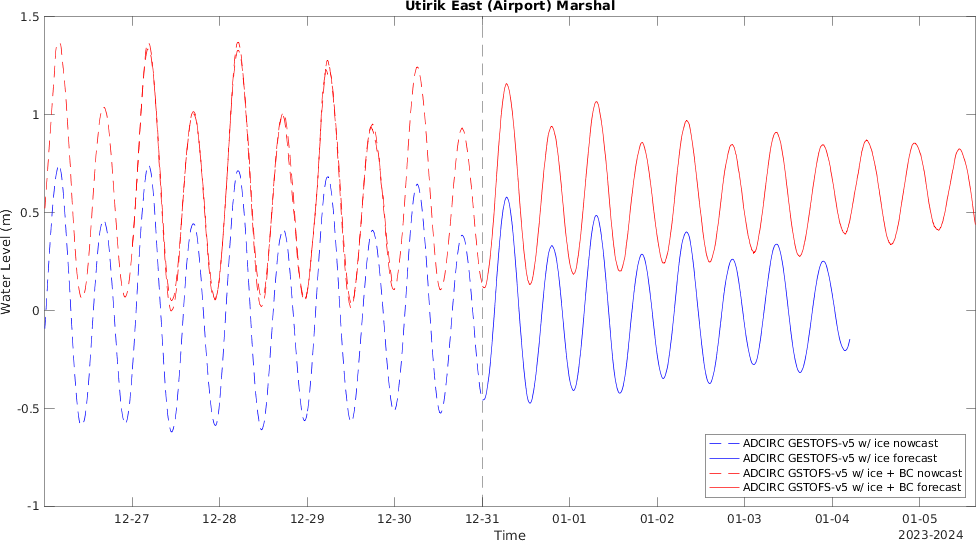 Utirik East (Airport) Marshal
1.5
1
0.5
0
-0.5
-1
Water Level (m)
ADCIRC GESTOFS-v5 w/ ice nowcast
ADCIRC GESTOFS-v5 w/ ice forecast
ADCIRC GSTOFS-v5 w/ ice + BC nowcast
ADCIRC GSTOFS-v5 w/ ice + BC forecast
12-27 12-28 12-29 12-30 12-31 01-01 01-02 01-03 01-04 01-05
Time
2023-2024